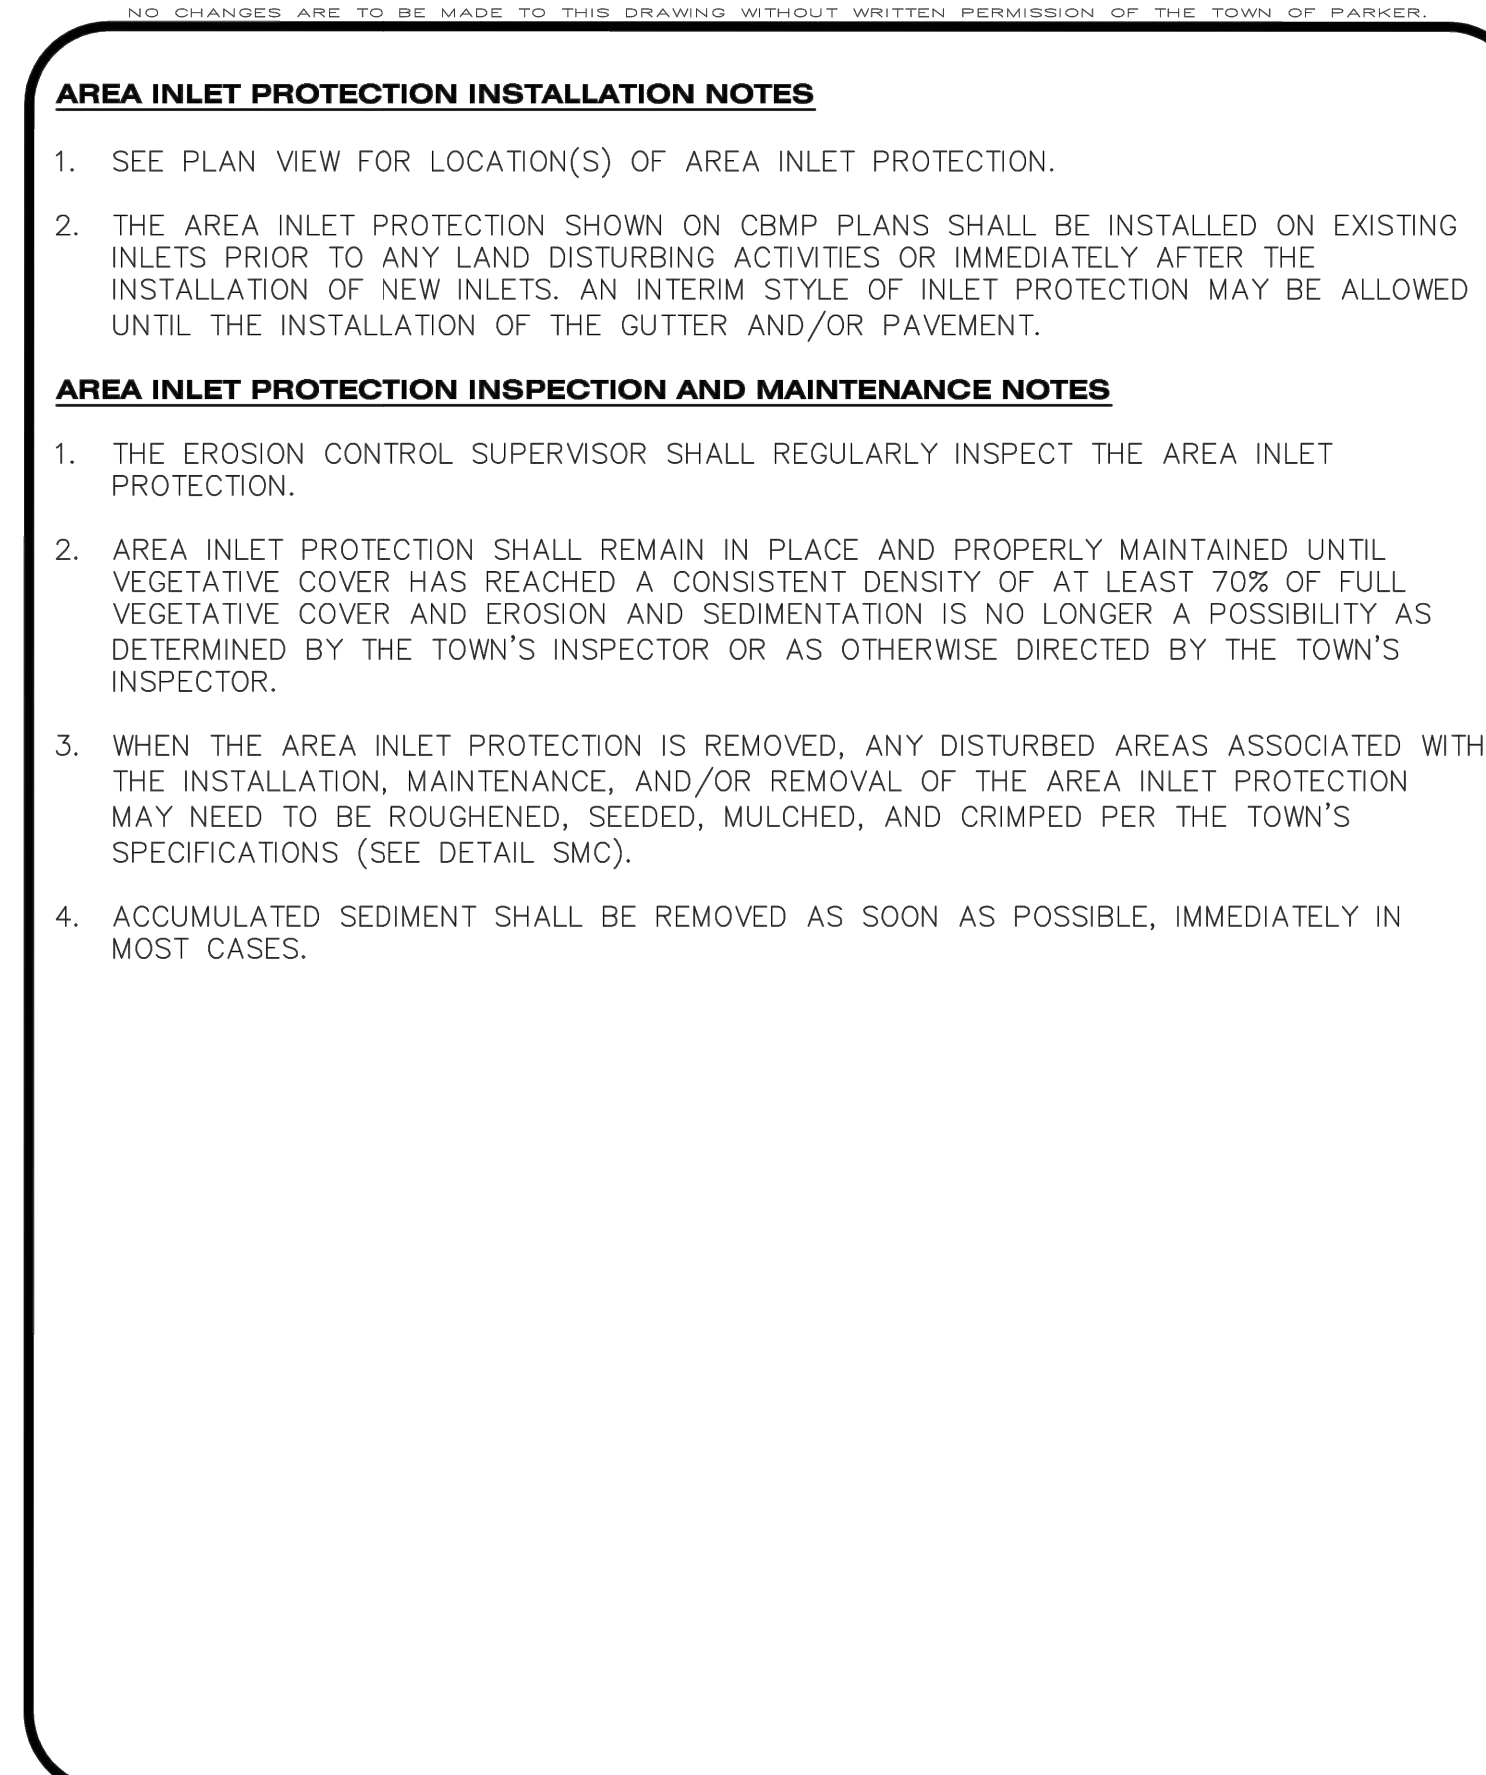 NO CHANGES ARE TO BE MADE TO THIS DRAWING WITHOUT WRITTEN PERMISSION OF THE TOWN OF PARKER.
AREA INLET PROTECTION INSTALLATION NOTES
1. SEE PLAN VIEW FOR LOCATION(S) OF AREA INLET PROTECTION.
2. THE AREA INLET PROTECTION SHOWN ON CBMP PLANS SHALL BE INSTALLED ON EXISTING
INLETS PRIOR TO ANY LAND DISTURBING ACTIVITIES OR IMMEDIATELY AFTER THE
INSTALLATION OF NEW INLETS. AN INTERIM STYLE OF INLET PROTECTION MAY BE ALLOWED
UNTIL THE INSTALLATION OF THE GUTTER AND/OR PAVEMENT.
AREA INLET PROTECTION INSPECTION AND MAINTENANCE NOTES
1. THE EROSION CONTROL SUPERVISOR SHALL REGULARLY INSPECT THE AREA INLET
PROTECTION.
2. AREA INLET PROTECTION SHALL REMAIN IN PLACE AND PROPERLY MAINTAINED UNTIL
VEGETATIVE COVER HAS REACHED A CONSISTENT DENSITY OF AT LEAST 70% OF FULL
VEGETATIVE COVER AND EROSION AND SEDIMENTATION IS NO LONGER A POSSIBILITY AS
DETERMINED BY THE TOWN'S INSPECTOR OR AS OTHERWISE DIRECTED BY THE TOWN'S
INSPECTOR.
3. WHEN THE AREA INLET PROTECTION IS REMOVED, ANY DISTURBED AREAS ASSOCIATED WITH
THE INSTALLATION, MAINTENANCE, AND/OR REMOVAL OF THE AREA INLET PROTECTION
MAY NEED TO BE ROUGHENED, SEEDED, MULCHED, AND CRIMPED PER THE TOWN'S
SPECIFICATIONS (SEE DETAIL SMC).
4. ACCUMULATED SEDIMENT SHALL BE REMOVED AS SOON AS POSSIBLE, IMMEDIATELY IN
MOST CASES.